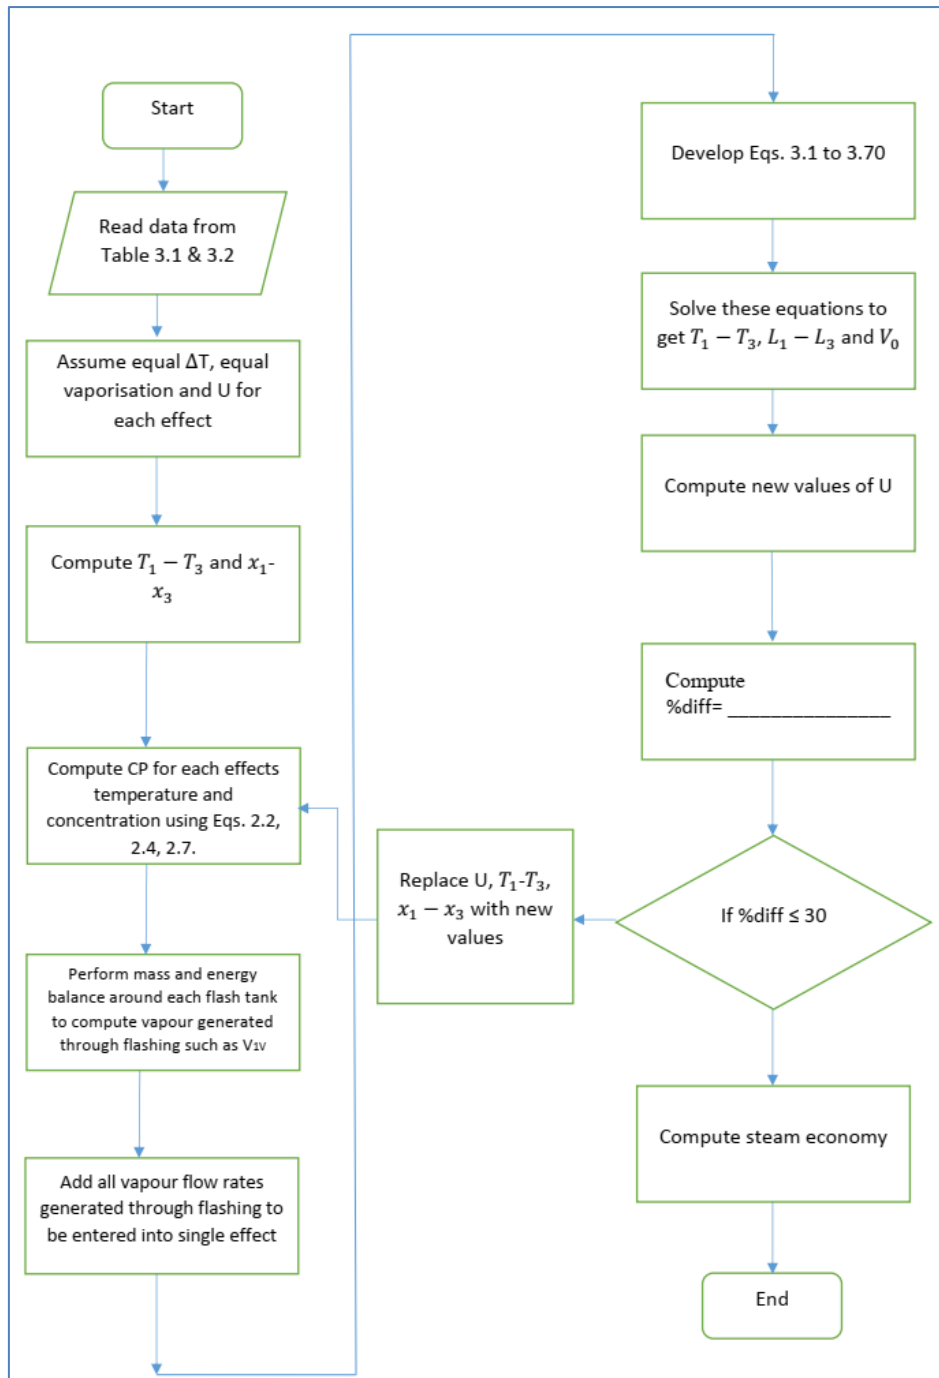 Start
Read data from
Table 3.1 & 3.2
Assume equal ΔT, equal
vaporisation and U for
each effect
Compute T₁ − T₃ and x₁-
x₃
Compute CP for each effects
temperature and
concentration using Eqs. 2.2,
2.4, 2.7.
Perform mass and energy
balance around each flash tank
to compute vapour generated
through flashing such as V₁ᵥ
Add all vapour flow rates
generated through flashing to
be entered into single effect
Develop Eqs. 3.1 to 3.70
Solve these equations to
get T₁ − T₃, L₁ − L₃ and V₀
Compute new values of U
Compute
%diff= _______________
If %diff ≤ 30
Replace U, T₁-T₃,
x₁ − x₃ with new
values
Compute steam economy
End